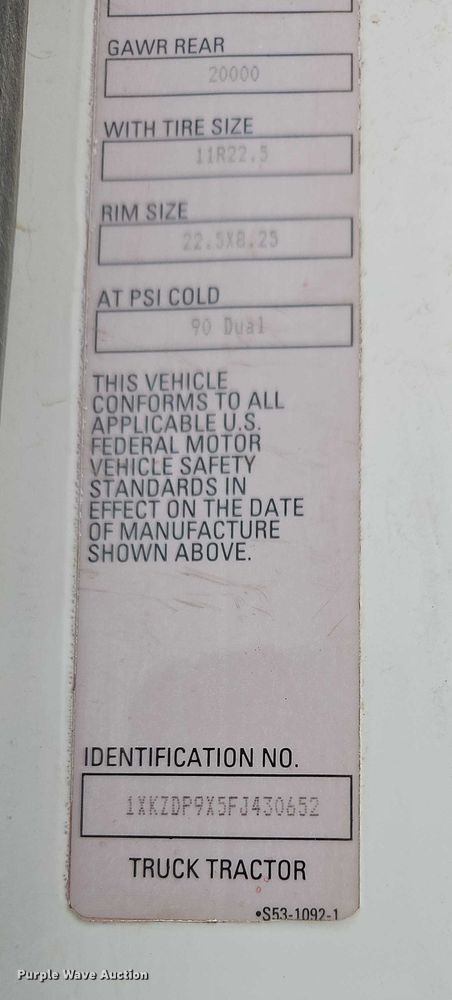 GAWR REAR
20000
WITH TIRE SIZE
11R22.5
RIM SIZE
22.5X8.25
AT PSI COLD
90 Dual
THIS VEHICLE
CONFORMS TO ALL
APPLICABLE U.S.
FEDERAL MOTOR
VEHICLE SAFETY
STANDARDS IN
EFFECT ON THE DATE
OF MANUFACTURE
SHOWN ABOVE.
IDENTIFICATION NO.
1XKZDP9X5FJ430652
TRUCK TRACTOR
•S53-1092-1
Purple Wave Auction